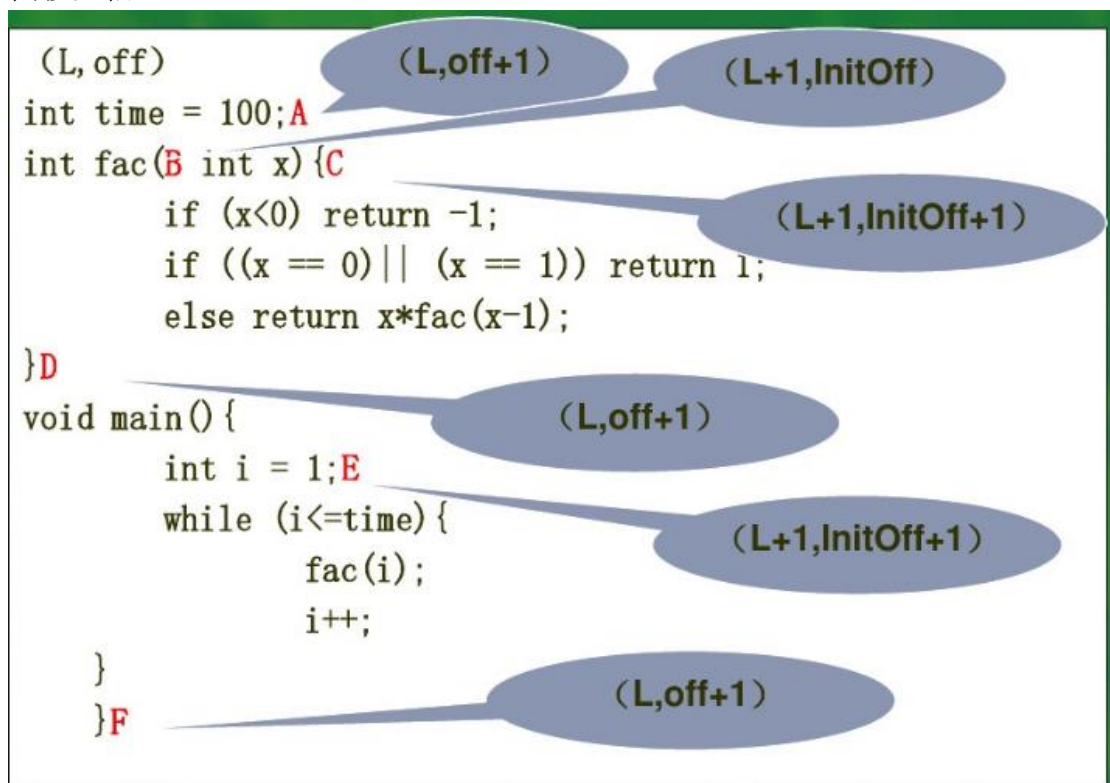 （L,off）
（L,off+1）
（L+1,InitOff）
int time = 100;A
int fac(B int x){C
if (x<0) return -1;
（L+1,InitOff+1）
if ((x == 0)|| (x == 1)) return 1;
else return x*fac(x-1);
}D
void main(){
（L,off+1）
int i = 1;E
while (i<=time){
（L+1,InitOff+1）
fac(i);
i++;
}
（L,off+1）
}F